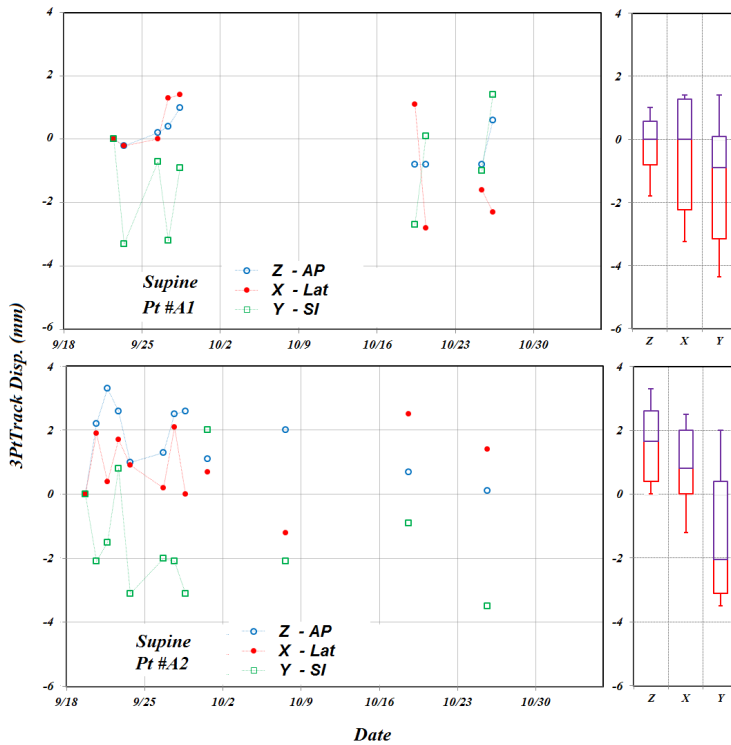 4
2
0
-2
-4
-6
9/18 9/25 10/2 10/9 10/16 10/23 10/30
Supine
Pt #A1
Z - AP
X - Lat
Y - SI
4
2
0
-2
-4
-6
Z X Y
3PtTrack Disp. (mm)
4
2
0
-2
-4
-6
9/18 9/25 10/2 10/9 10/16 10/23 10/30
Supine
Pt #A2
Z - AP
X - Lat
Y - SI
4
2
0
-2
-4
-6
Z X Y
Date